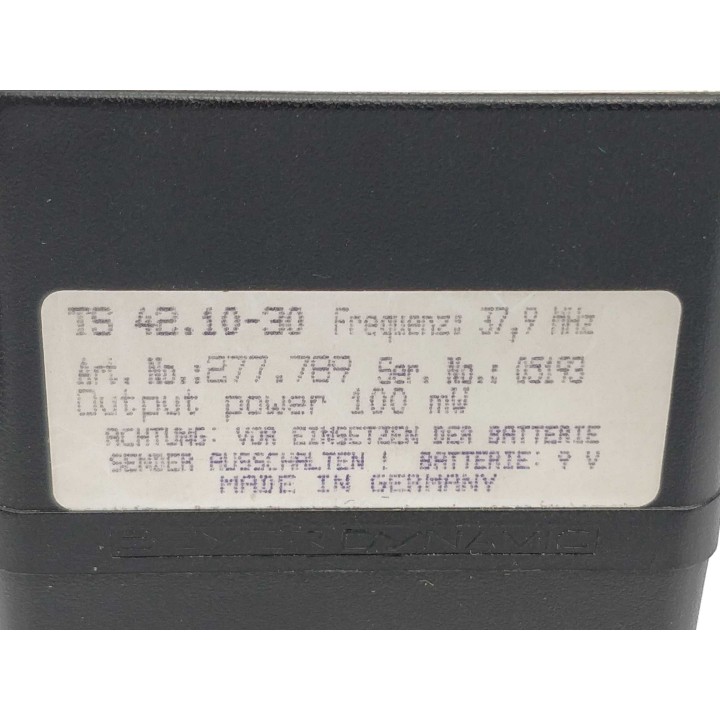 TS 42.10-30 Frequenz: 37,9 MHz
Art. No.:277.789 Ser. No.: 05193
Output power 100 mW
ACHTUNG: VOR EINSETZEN DER BATTERIE
SENDER AUSSCHALTEN ! BATTERIE: 9 V
MADE IN GERMANY
BEYERDYNAMIC